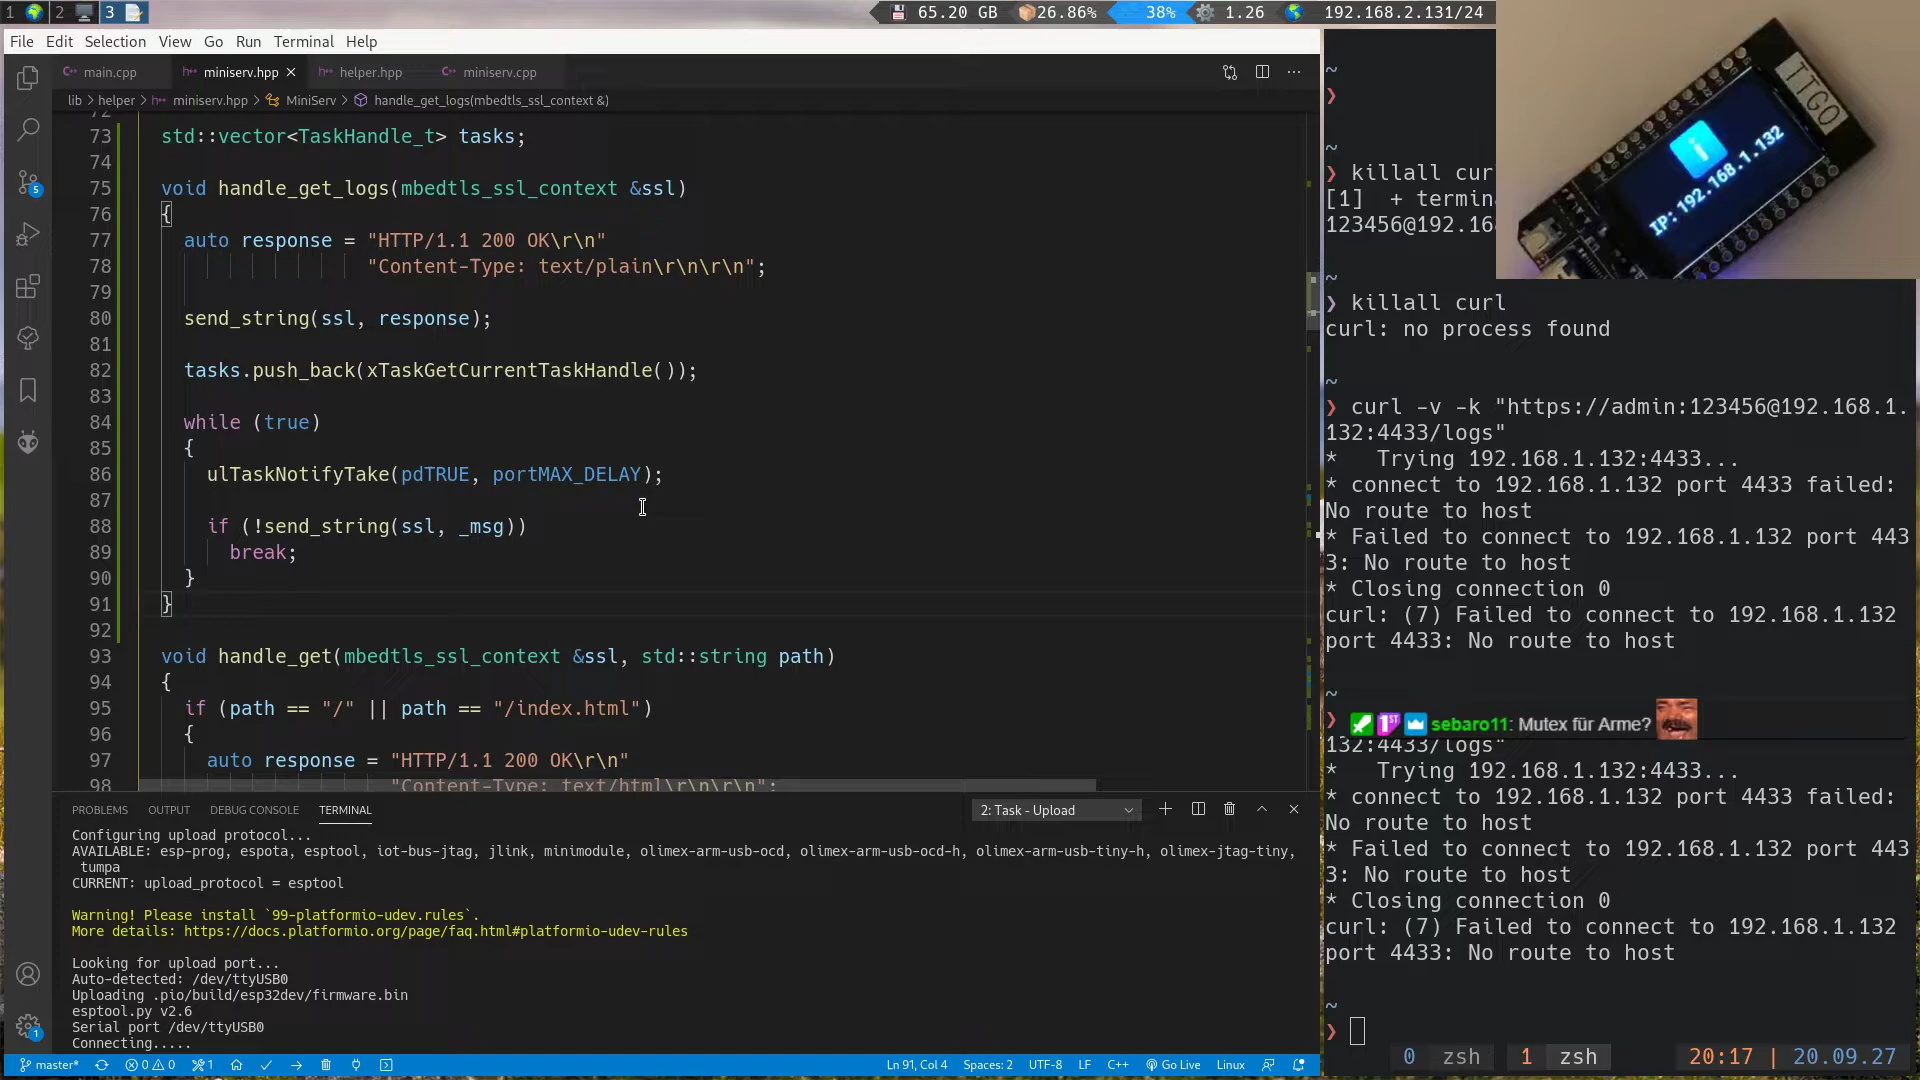 1 2 3 65.20 GB 26.86% 38% 1.26 192.168.2.131/24
File Edit Selection View Go Run Terminal Help
main.cpp miniserv.hpp helper.hpp miniserv.cpp
lib > helper > miniserv.hpp > MiniServ > handle_get_logs(mbedtls_ssl_context &)
72
73 std::vector<TaskHandle_t> tasks;
74
75 void handle_get_logs(mbedtls_ssl_context &ssl)
76 {
77 auto response = "HTTP/1.1 200 OK\r\n"
78 "Content-Type: text/plain\r\n\r\n";
79
80 send_string(ssl, response);
81
82 tasks.push_back(xTaskGetCurrentTaskHandle());
83
84 while (true)
85 {
86 ulTaskNotifyTake(pdTRUE, portMAX_DELAY);
87
88 if (!send_string(ssl, _msg))
89 break;
90 }
91 }
92
93 void handle_get(mbedtls_ssl_context &ssl, std::string path)
94 {
95 if (path == "/" || path == "/index.html")
96 {
97 auto response = "HTTP/1.1 200 OK\r\n"
98 "Content-Type: text/html\r\n\r\n";
PROBLEMS OUTPUT DEBUG CONSOLE TERMINAL 2: Task - Upload
Configuring upload protocol...
AVAILABLE: esp-prog, espota, esptool, iot-bus-jtag, jlink, minimodule, olimex-arm-usb-ocd, olimex-arm-usb-ocd-h, olimex-arm-usb-tiny-h, olimex-jtag-tiny,
tumpa
CURRENT: upload_protocol = esptool
Warning! Please install `99-platformio-udev.rules`.
More details: https://docs.platformio.org/page/faq.html#platformio-udev-rules
Looking for upload port...
Auto-detected: /dev/ttyUSB0
Uploading .pio/build/esp32dev/firmware.bin
esptool.py v2.6
Serial port /dev/ttyUSB0
Connecting.....
5
1
master* 0 0 1 Ln 91, Col 4 Spaces: 2 UTF-8 LF C++ Go Live Linux
~
❯
~
❯ killall cur
[1] + termin
123456@192.16
TTGO
IP:192.168.1.132
~
❯ killall curl
curl: no process found
~
❯ curl -v -k "https://admin:123456@192.168.1.
132:4433/logs"
* Trying 192.168.1.132:4433...
* connect to 192.168.1.132 port 4433 failed:
No route to host
* Failed to connect to 192.168.1.132 port 443
3: No route to host
* Closing connection 0
curl: (7) Failed to connect to 192.168.1.132
port 4433: No route to host
~
❯ 1ST sebaro11: Mutex für Arme?
132:4433/logs"
* Trying 192.168.1.132:4433...
* connect to 192.168.1.132 port 4433 failed:
No route to host
* Failed to connect to 192.168.1.132 port 443
3: No route to host
* Closing connection 0
curl: (7) Failed to connect to 192.168.1.132
port 4433: No route to host
~
❯
0 zsh 1 zsh 20:17 | 20.09.27